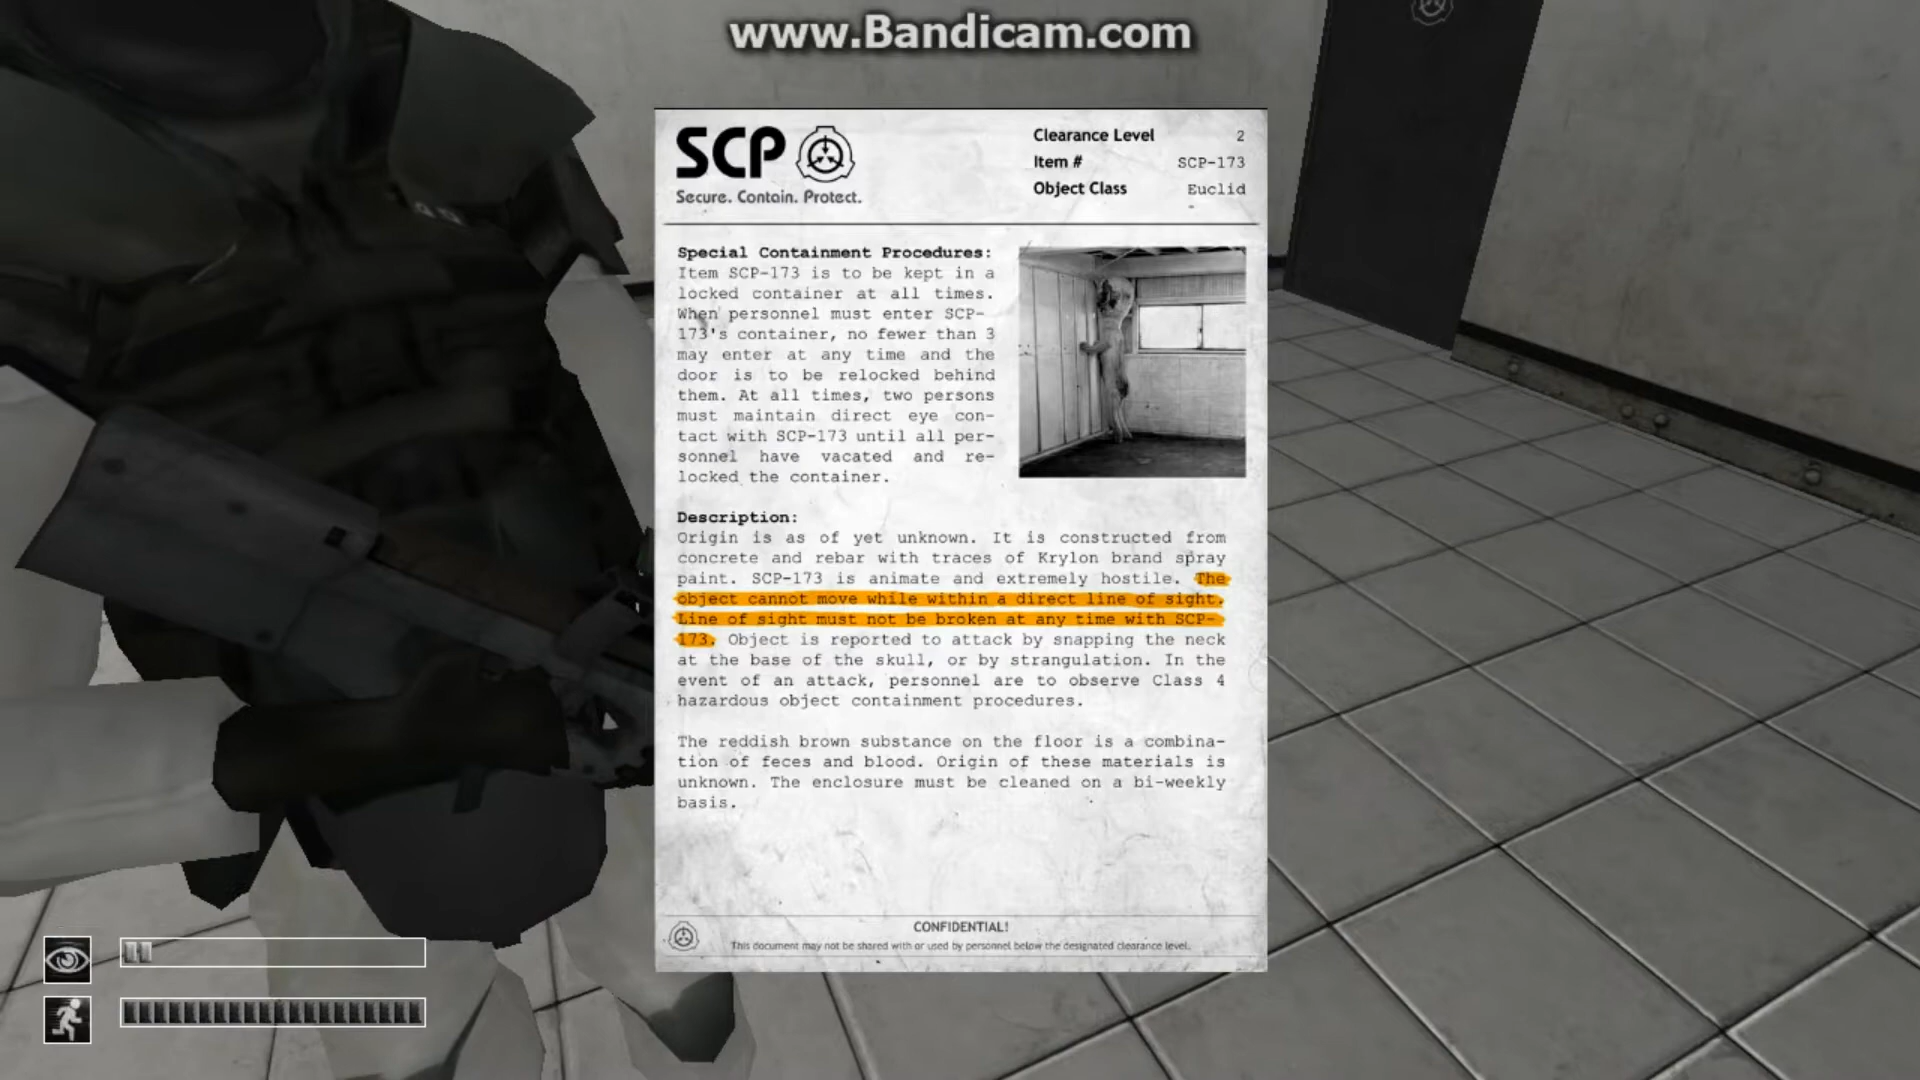 www.Bandicam.com
SCP
Secure. Contain. Protect.
Clearance Level 2
Item # SCP-173
Object Class Euclid
Special Containment Procedures:
Item SCP-173 is to be kept in a
locked container at all times.
When personnel must enter SCP-
173's container, no fewer than 3
may enter at any time and the
door is to be relocked behind
them. At all times, two persons
must maintain direct eye con-
tact with SCP-173 until all per-
sonnel have vacated and re-
locked the container.
Description:
Origin is as of yet unknown. It is constructed from
concrete and rebar with traces of Krylon brand spray
paint. SCP-173 is animate and extremely hostile. The
object cannot move while within a direct line of sight.
Line of sight must not be broken at any time with SCP-
173. Object is reported to attack by snapping the neck
at the base of the skull, or by strangulation. In the
event of an attack, personnel are to observe Class 4
hazardous object containment procedures.
The reddish brown substance on the floor is a combina-
tion of feces and blood. Origin of these materials is
unknown. The enclosure must be cleaned on a bi-weekly
basis.
CONFIDENTIAL!
This document may not be shared with or used by personnel below the designated clearance level.